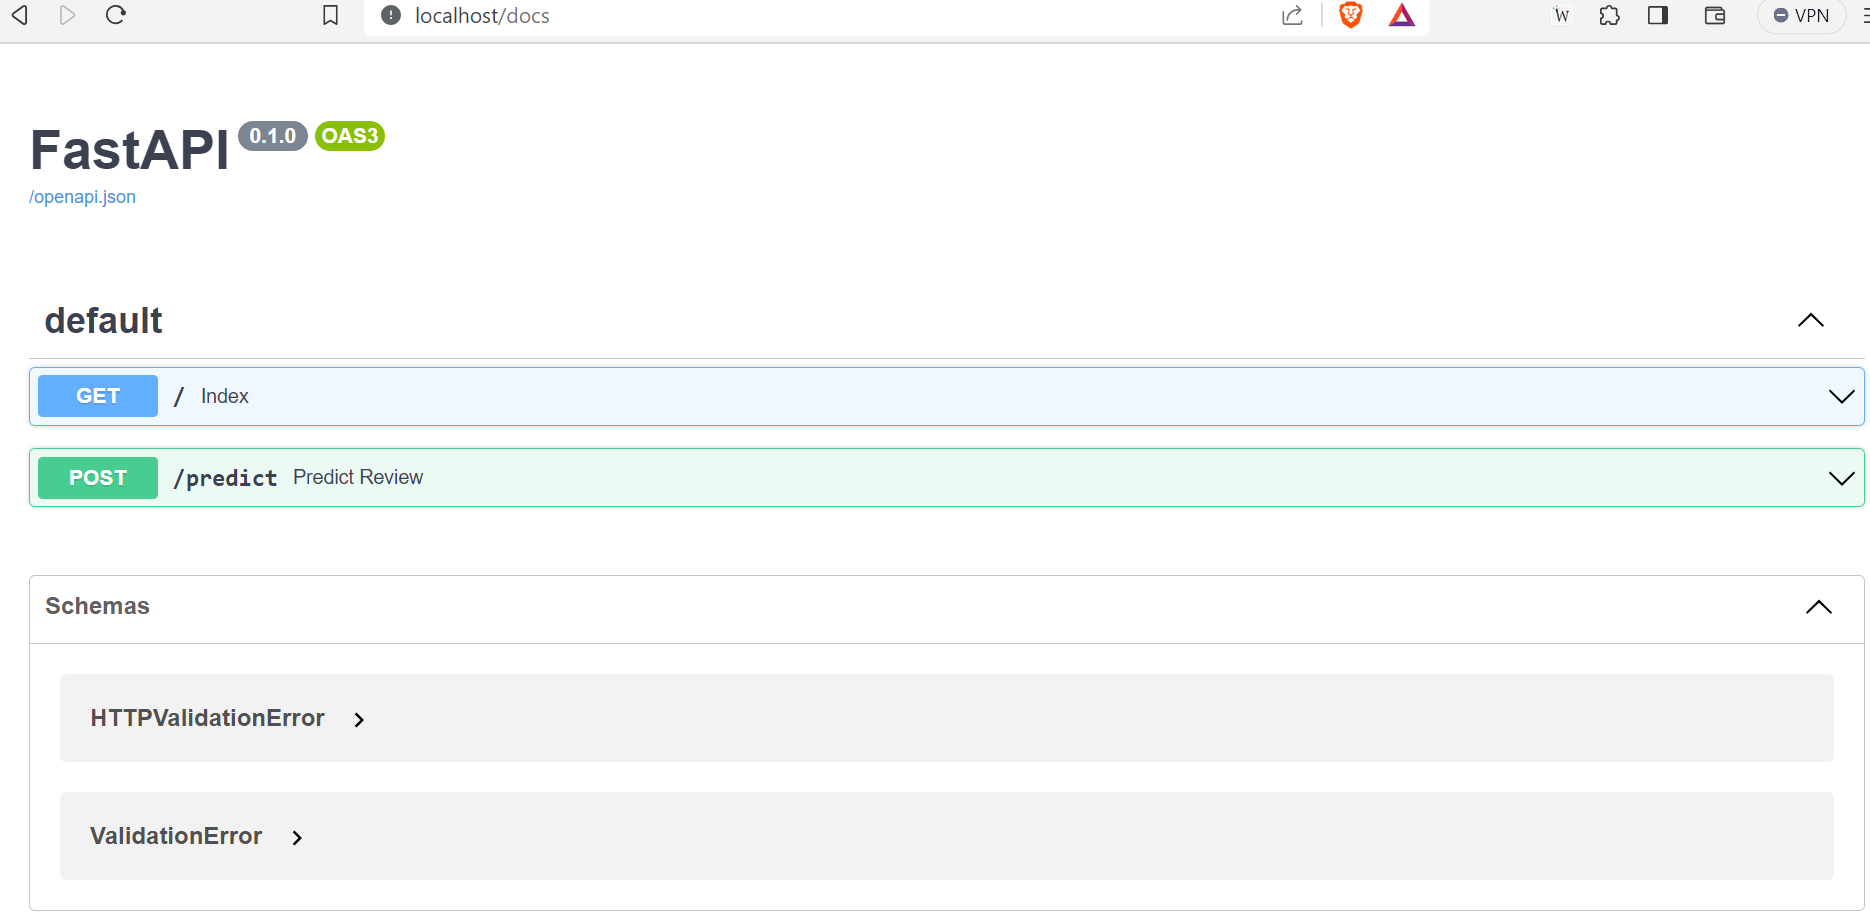 localhost/docs
W
VPN
FastAPI 0.1.0 OAS3
/openapi.json
default
GET / Index
POST /predict Predict Review
Schemas
HTTPValidationError
ValidationError